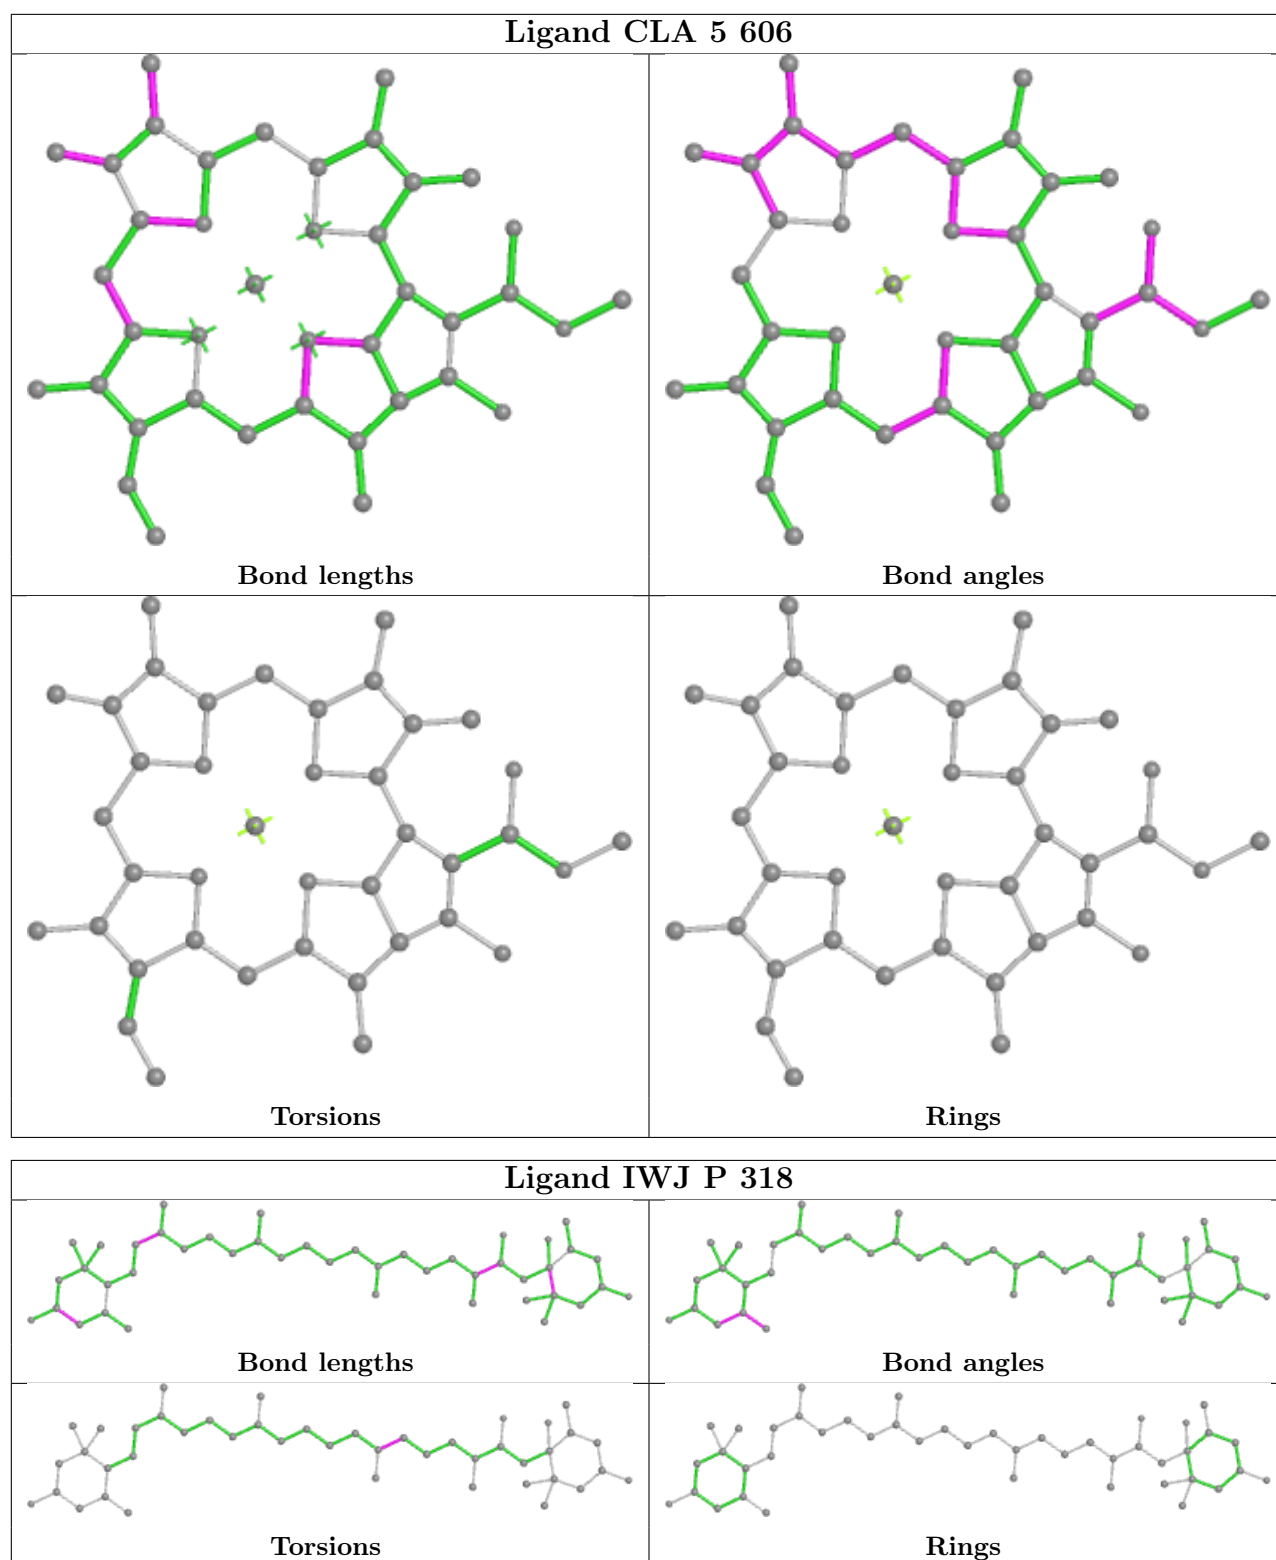 Ligand CLA 5 606
Bond lengths
Bond angles
Torsions
Rings
Ligand IWJ P 318
Bond lengths
Bond angles
Torsions
Rings